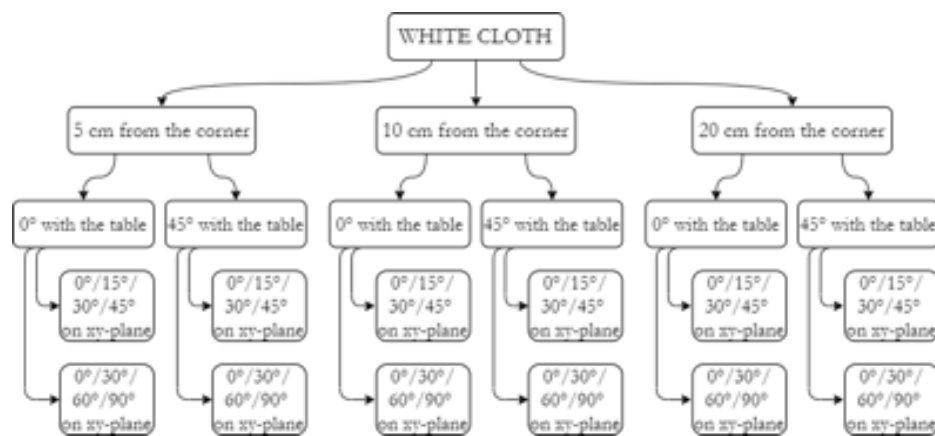 WHITE CLOTH
5 cm from the corner
10 cm from the corner
20 cm from the corner
0° with the table
45° with the table
0° with the table
45° with the table
0° with the table
45° with the table
0°/15°/
30°/45°
on xy-plane
0°/15°/
30°/45°
on xy-plane
0°/15°/
30°/45°
on xy-plane
0°/15°/
30°/45°
on xy-plane
0°/15°/
30°/45°
on xy-plane
0°/15°/
30°/45°
on xy-plane
0°/30°/
60°/90°
on xy-plane
0°/30°/
60°/90°
on xy-plane
0°/30°/
60°/90°
on xy-plane
0°/30°/
60°/90°
on xy-plane
0°/30°/
60°/90°
on xy-plane
0°/30°/
60°/90°
on xy-plane